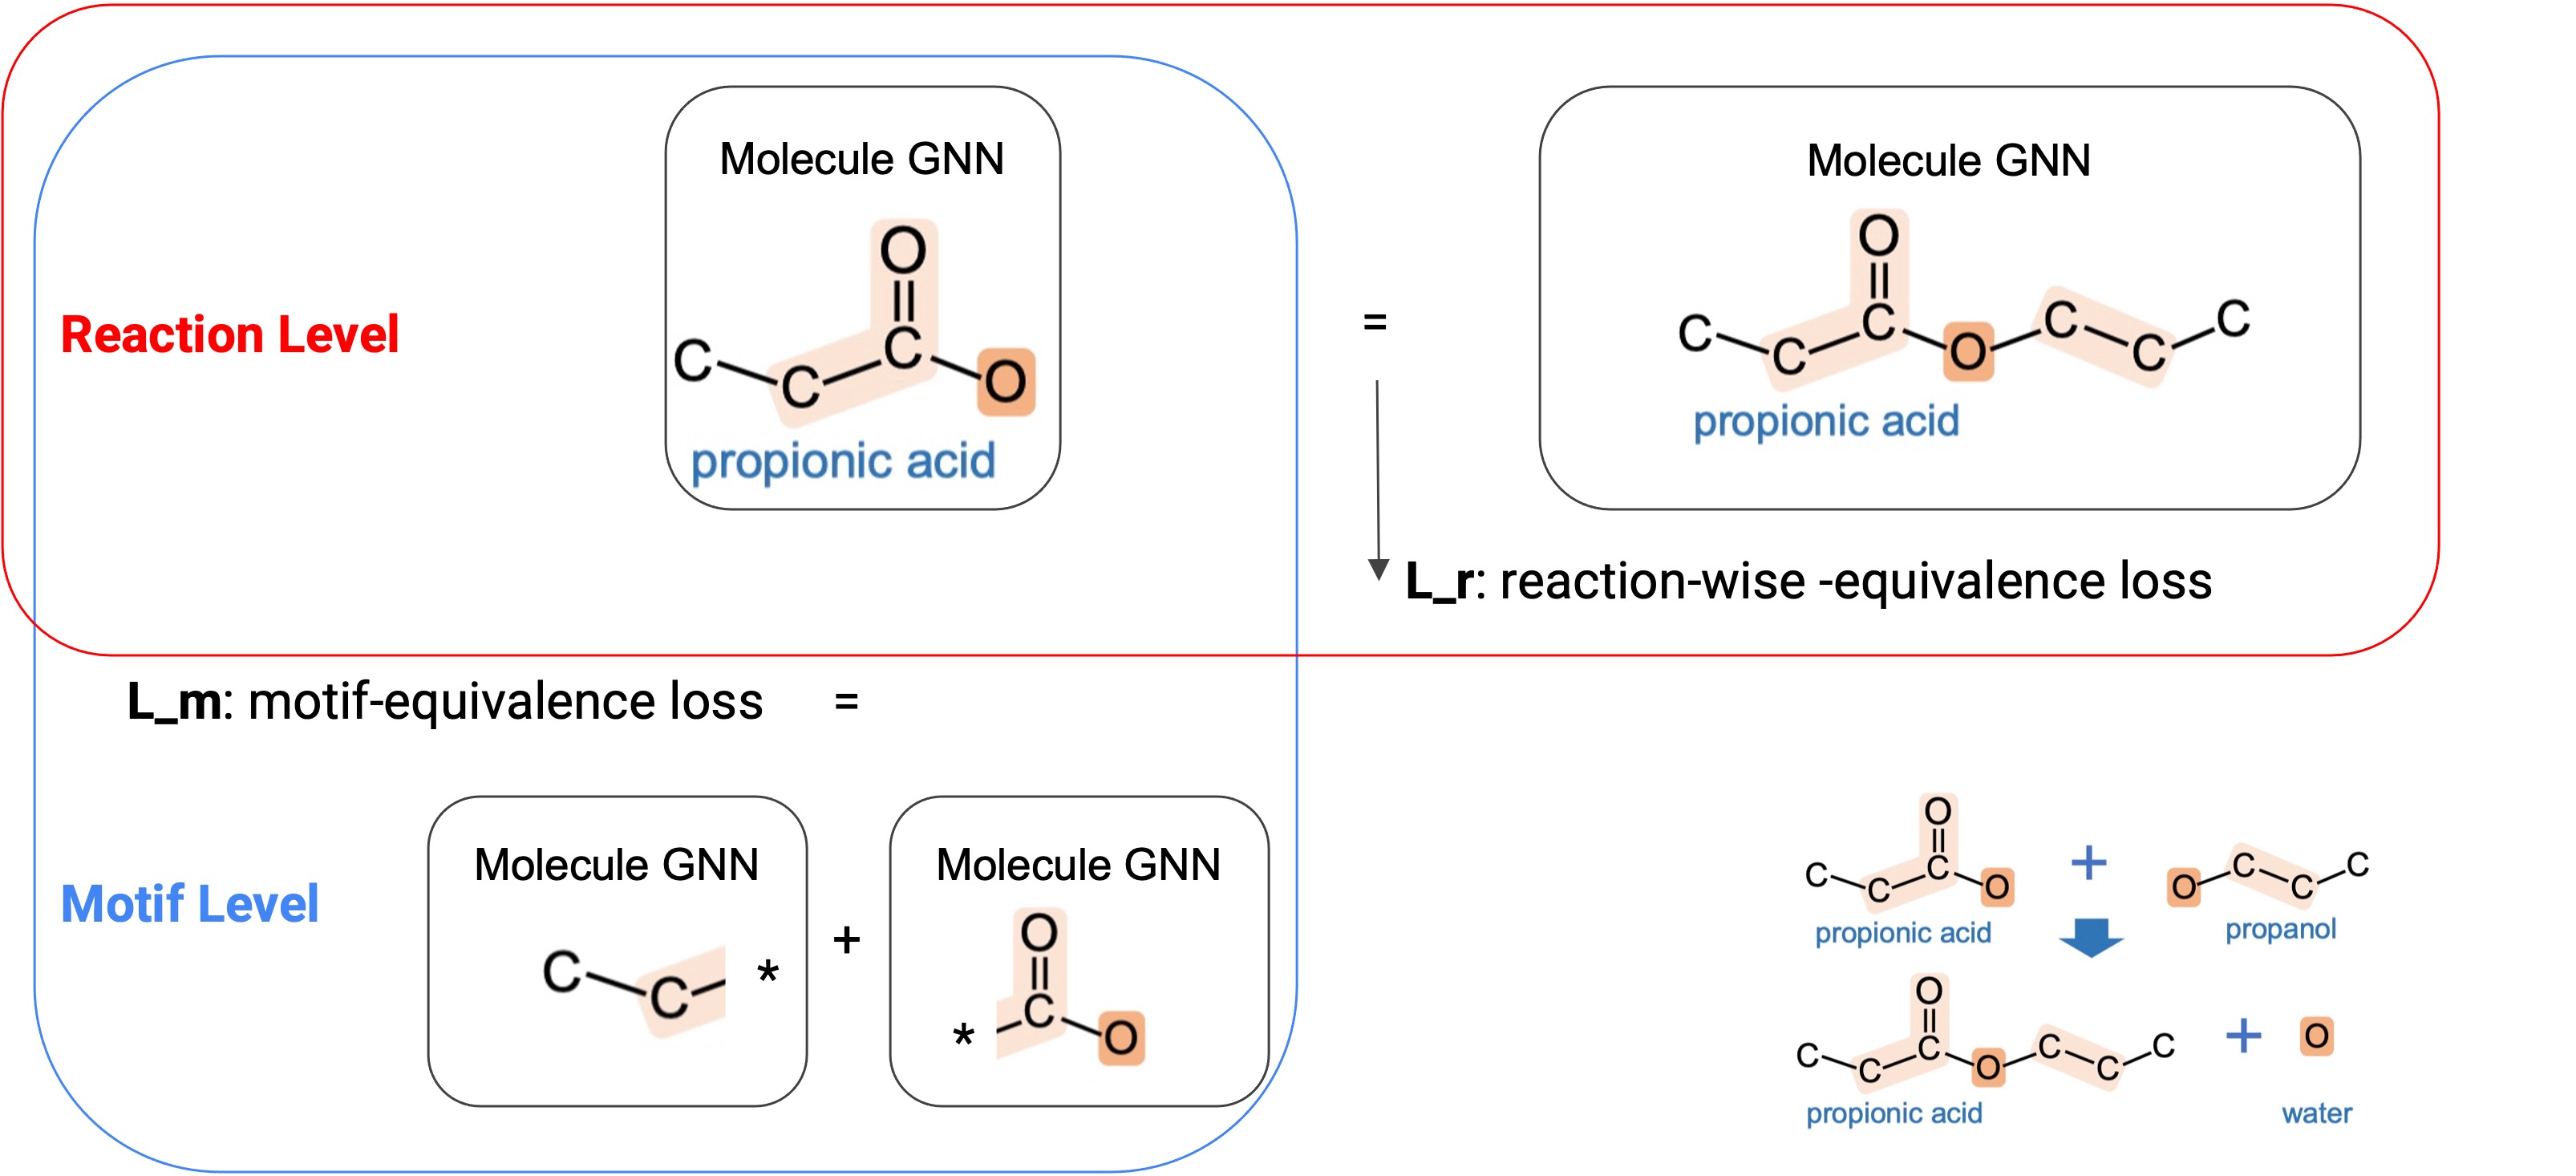 Molecule GNN
O
C
C
C
O
propionic acid
Reaction Level
=
Molecule GNN
O
C
C
C
O
C
C
C
propionic acid
L_r: reaction-wise -equivalence loss
L_m: motif-equivalence loss =
Motif Level
Molecule GNN
C
C
*
+
Molecule GNN
O
C
*
O
O
C
C
C
O
propionic acid
+
O
C
C
C
propanol
O
C
C
C
O
C
C
C
propionic acid
+
O
water